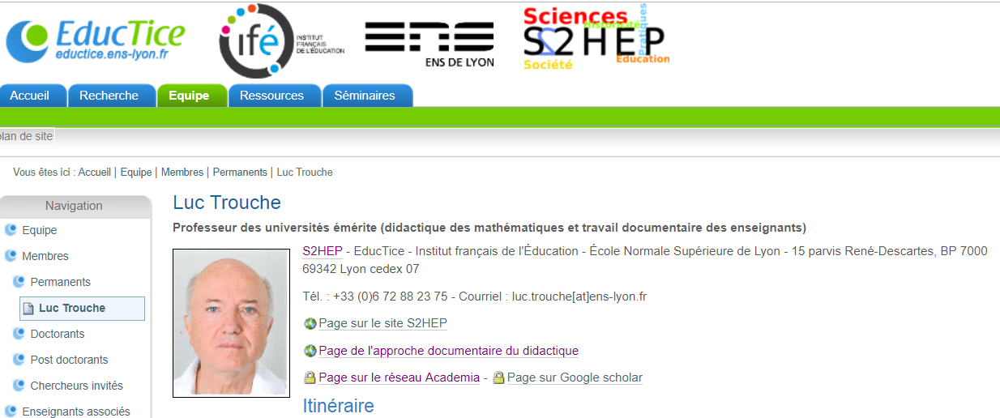 EducTice
eductice.ens-lyon.fr
ifé
INSTITUT
FRANÇAIS
DE L'ÉDUCATION
ENS
ENS DE LYON
Sciences
Historicité
Pratiques
S2HEP
Education
Société
Accueil Recherche Equipe Ressources Séminaires
plan de site
Vous êtes ici : Accueil | Equipe | Membres | Permanents | Luc Trouche
Navigation
Equipe
Membres
Permanents
Luc Trouche
Doctorants
Post doctorants
Chercheurs invités
Enseignants associés
Luc Trouche
Professeur des universités émérite (didactique des mathématiques et travail documentaire des enseignants)
S2HEP - EducTice - Institut français de l'Éducation - École Normale Supérieure de Lyon - 15 parvis René-Descartes, BP 7000
69342 Lyon cedex 07
Tél. : +33 (0)6 72 88 23 75 - Courriel : luc.trouche[at]ens-lyon.fr
Page sur le site S2HEP
Page de l'approche documentaire du didactique
Page sur le réseau Academia - Page sur Google scholar
Itinéraire